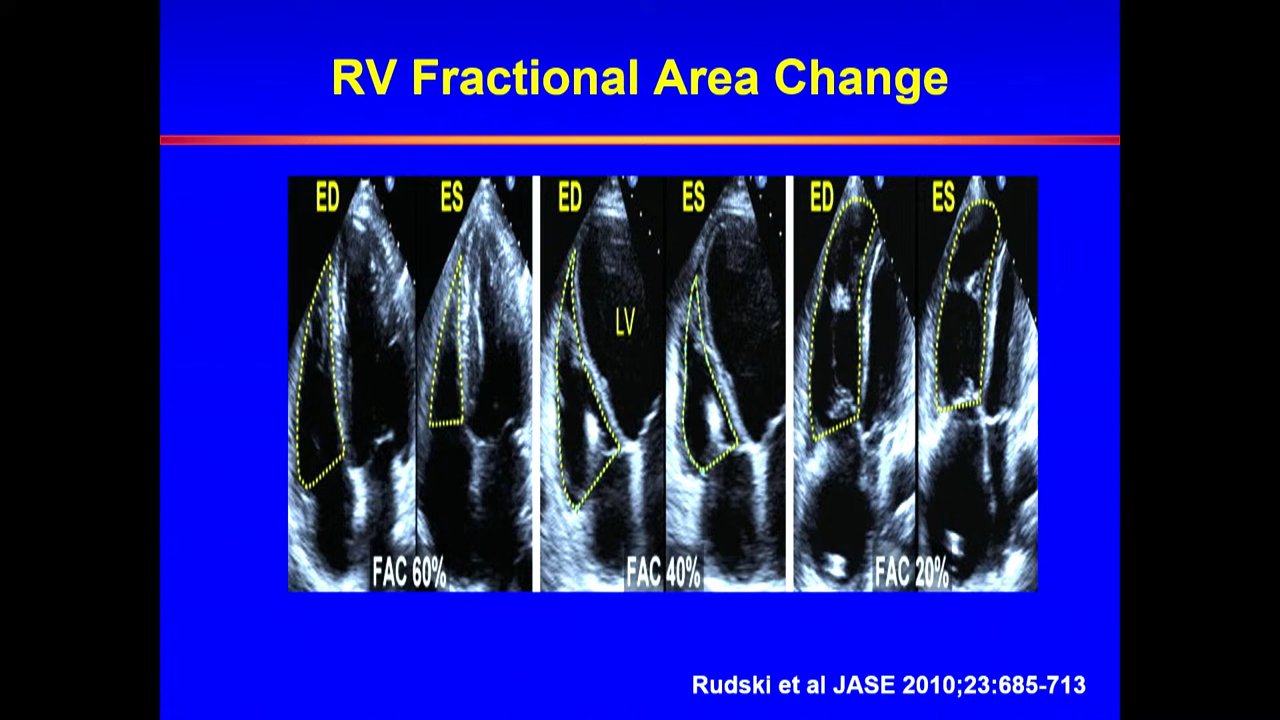 RV Fractional Area Change
ED ES ED ES ED ES
LV
FAC 60% FAC 40% FAC 20%
Rudski et al JASE 2010;23:685-713